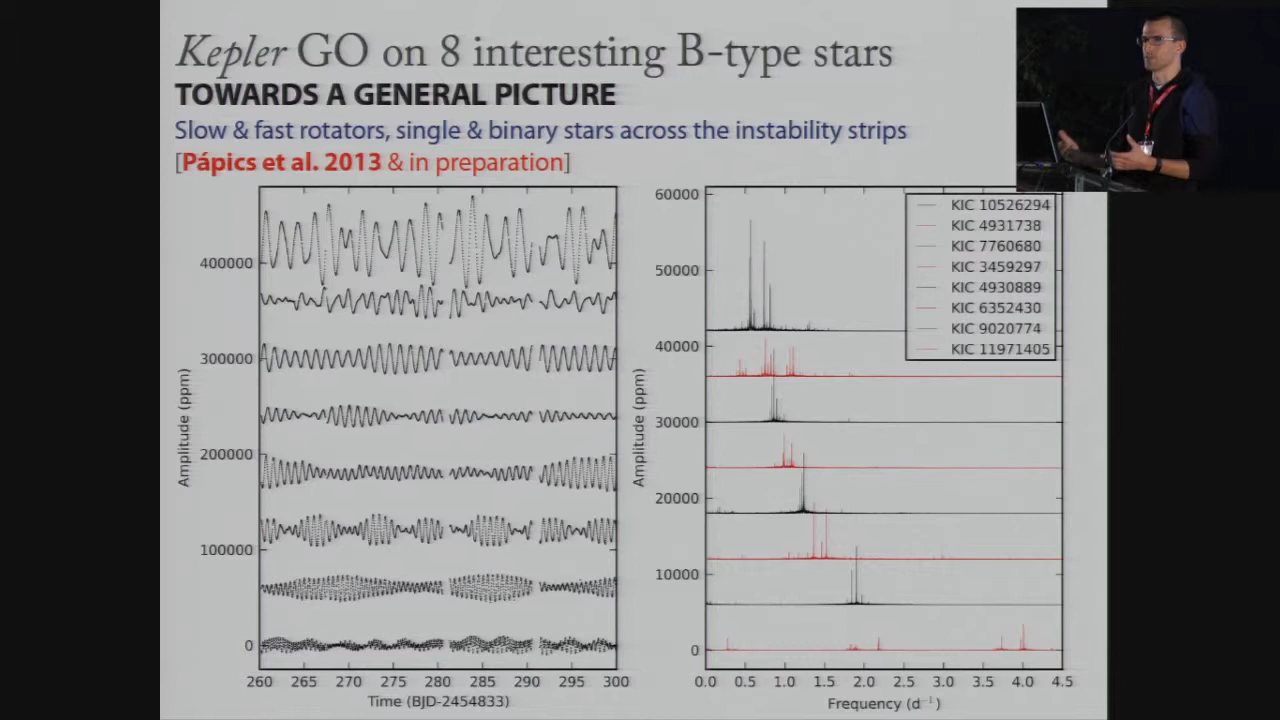 Kepler GO on 8 interesting B-type stars
TOWARDS A GENERAL PICTURE
Slow & fast rotators, single & binary stars across the instability strips
[Pápics et al. 2013 & in preparation]
Amplitude (ppm)
400000
300000
200000
100000
0
260 265 270 275 280 285 290 295 300
Time (BJD-2454833)
Amplitude (ppm)
60000
50000
40000
30000
20000
10000
0
KIC 10526294
KIC 4931738
KIC 7760680
KIC 3459297
KIC 4930889
KIC 6352430
KIC 9020774
KIC 11971405
0.0 0.5 1.0 1.5 2.0 2.5 3.0 3.5 4.0 4.5
Frequency (d⁻¹)